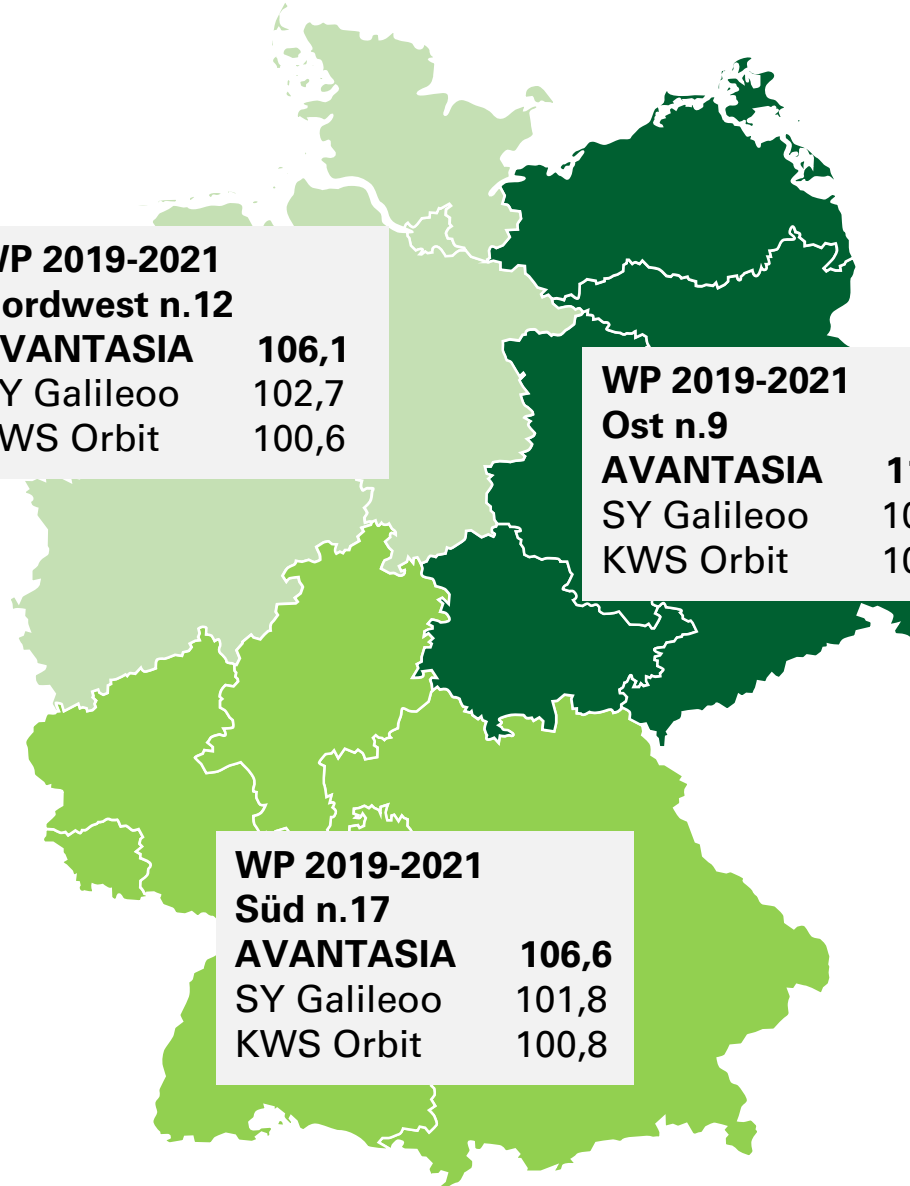 WP 2019-2021
ordwest n.12
VANTASIA 106,1
Y Galileoo 102,7
WS Orbit 100,6
WP 2019-2021
Ost n.9
AVANTASIA
SY Galileoo
KWS Orbit
WP 2019-2021
Süd n.17
AVANTASIA 106,6
SY Galileoo 101,8
KWS Orbit 100,8